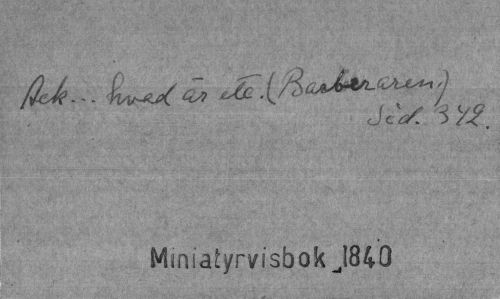 Ack... hvad är etc. (Barberaren)
Sid. 342.
Miniatyrvisbok 1840